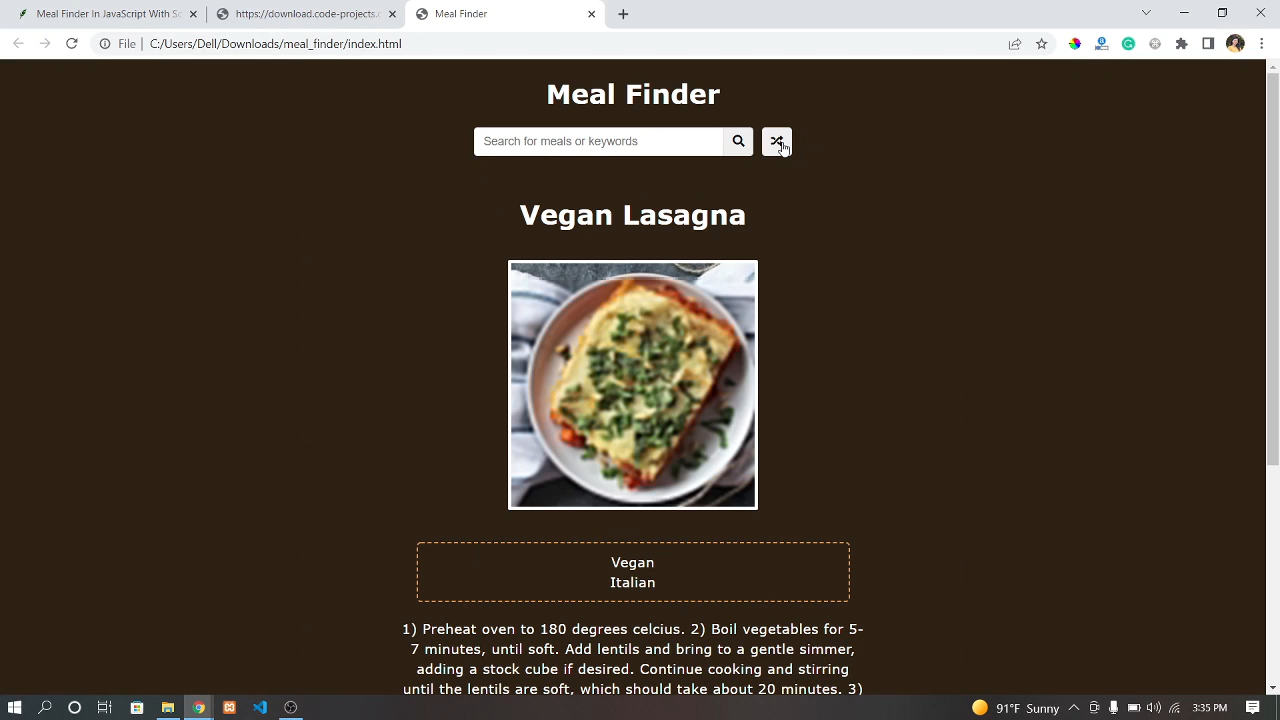 Meal Finder In JavaScript With So
https://download.code-projects.o
Meal Finder
File
C:/Users/Dell/Downloads/meal_finder/index.html
Meal Finder
Search for meals or keywords
Vegan Lasagna
Vegan
Italian
1) Preheat oven to 180 degrees celcius. 2) Boil vegetables for 5-
7 minutes, until soft. Add lentils and bring to a gentle simmer,
adding a stock cube if desired. Continue cooking and stirring
until the lentils are soft, which should take about 20 minutes. 3)
91°F Sunny
3:35 PM